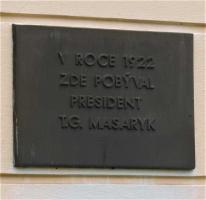 V ROCE 1922
ZDE POBÝVAL
PRESIDENT
T.G. MASARYK